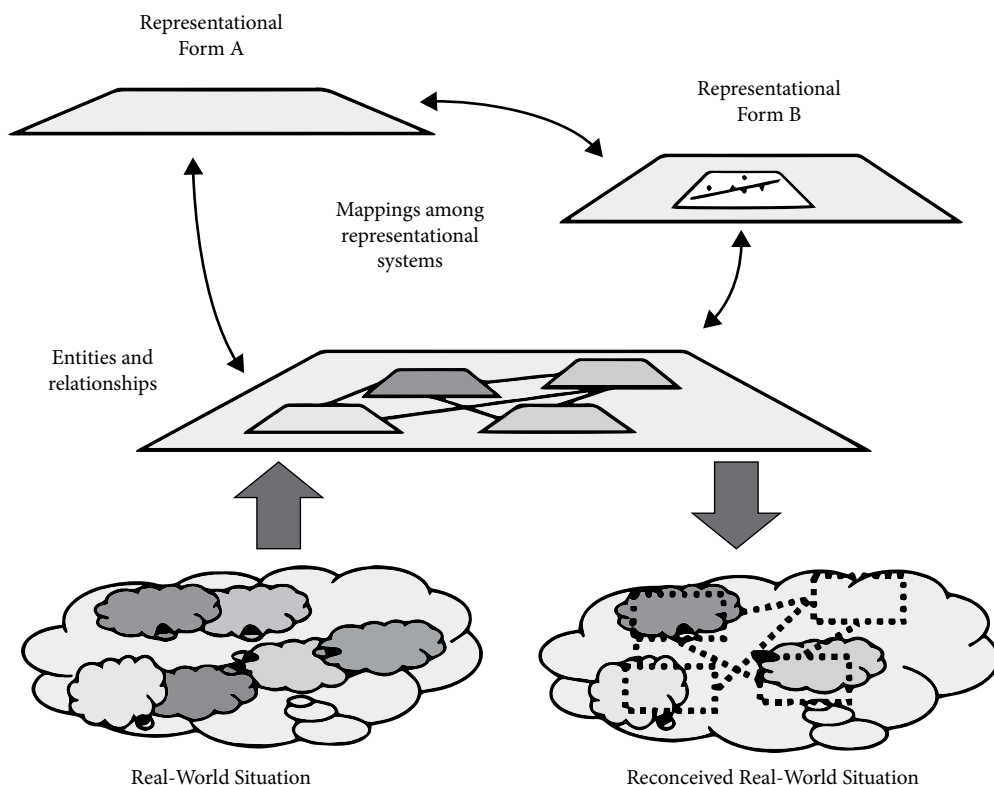 Representational
Form A
Representational
Form B
Mappings among
representational
systems
Entities and
relationships
Real-World Situation
Reconceived Real-World Situation